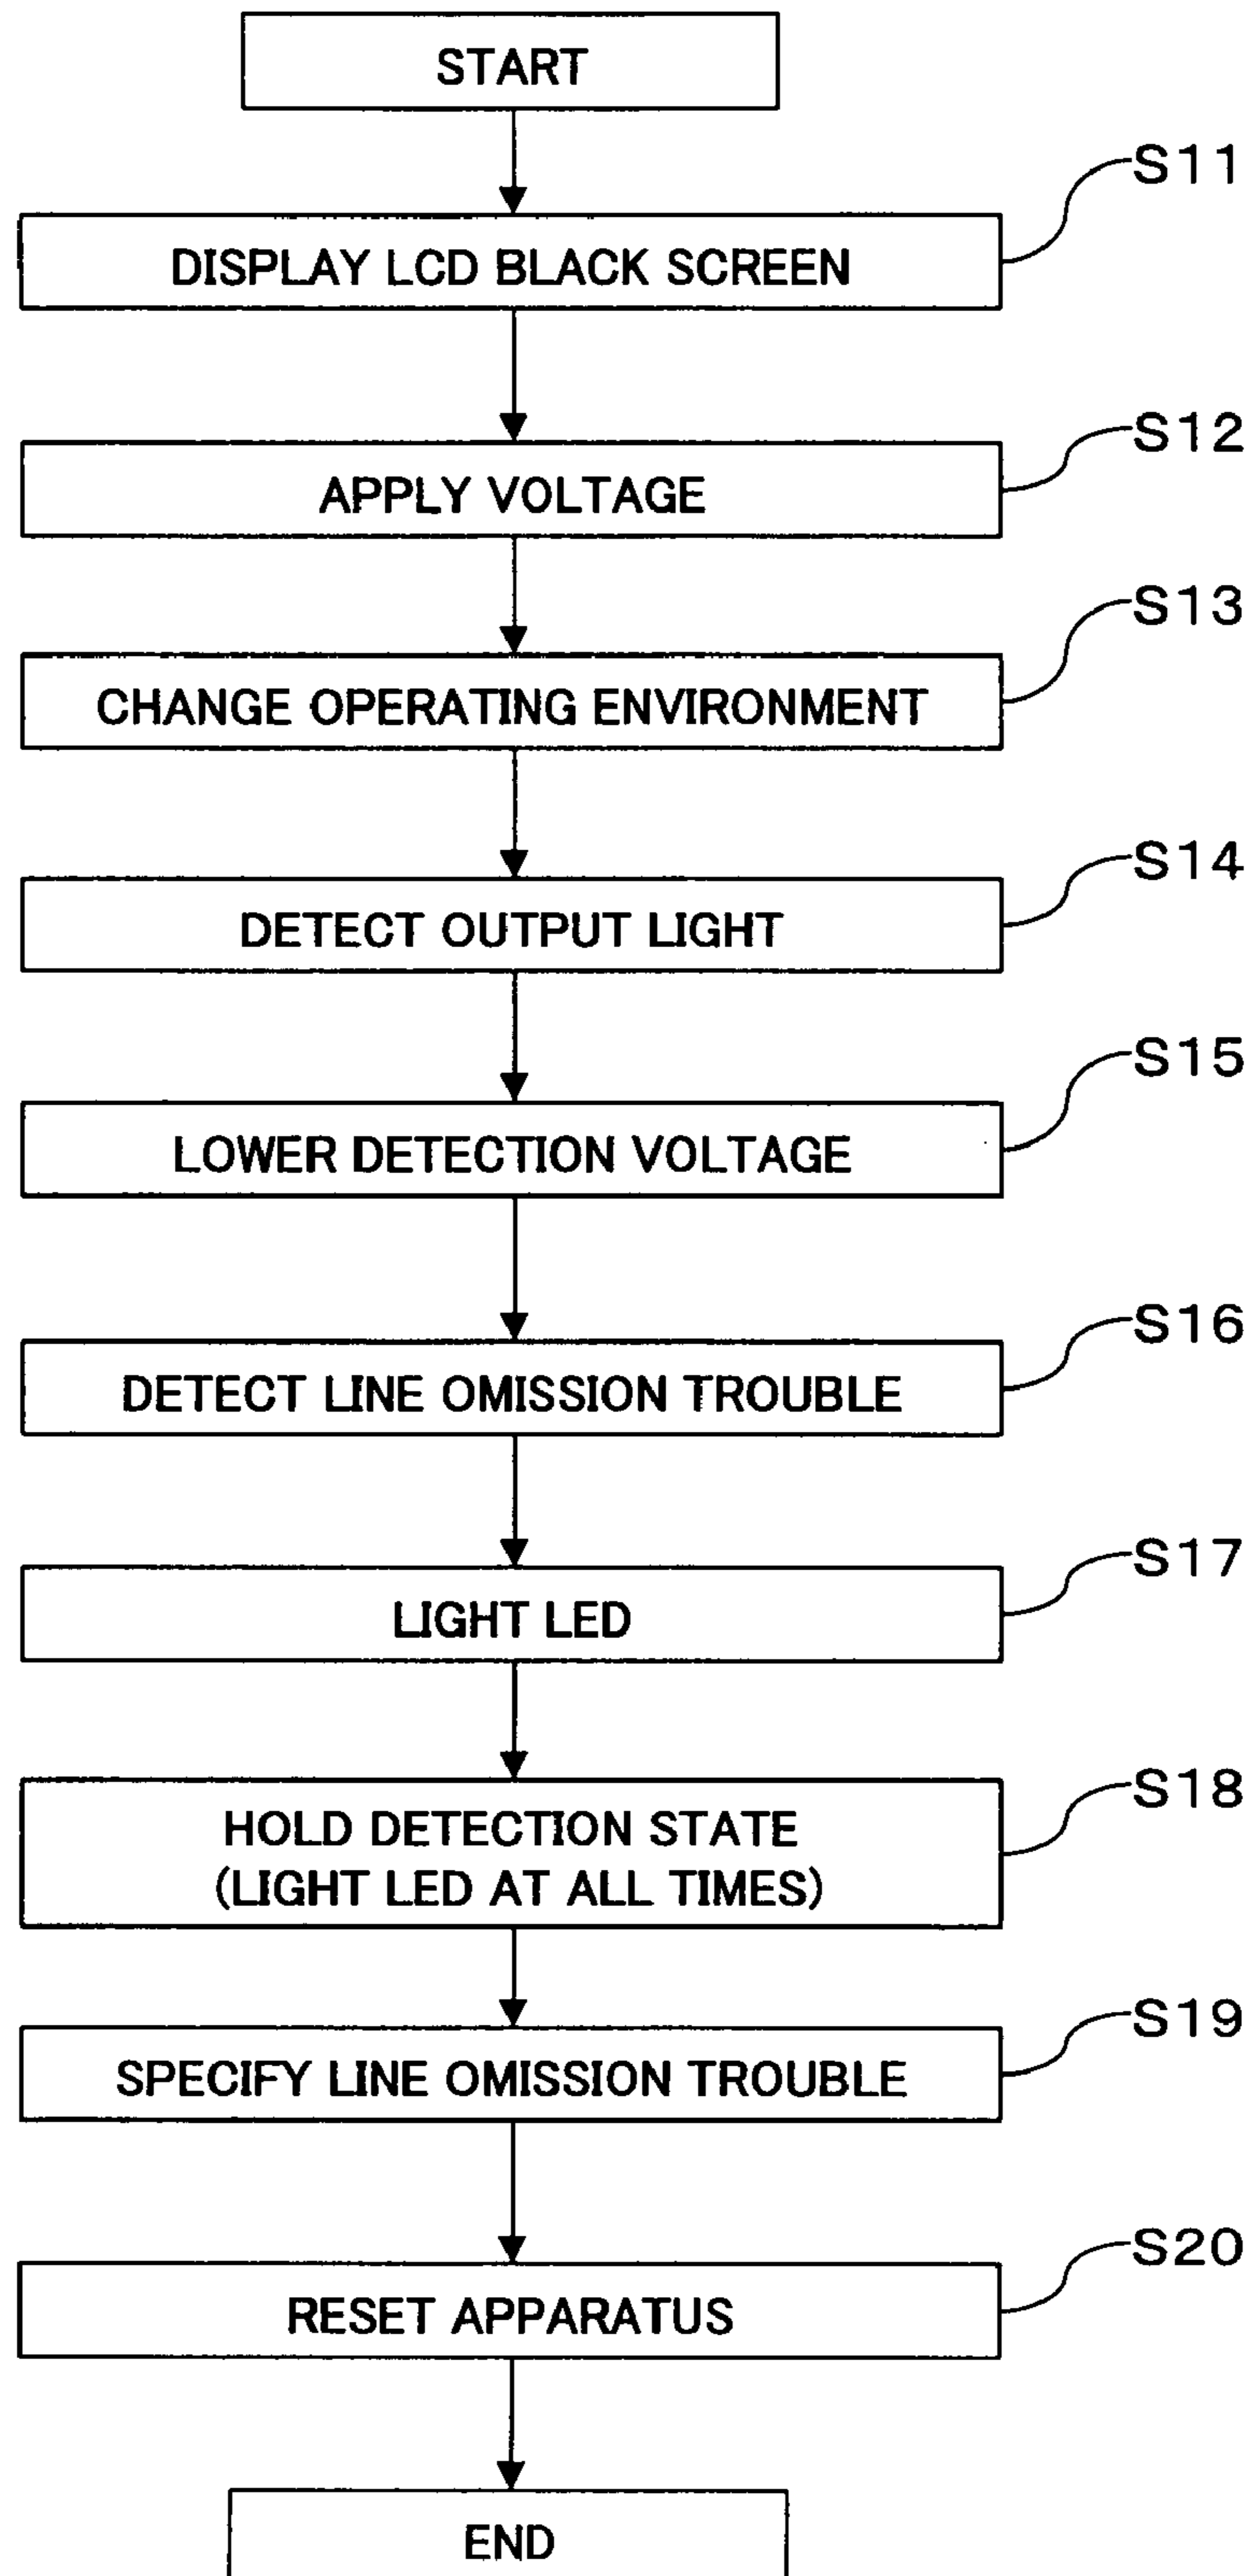 START
S11
DISPLAY LCD BLACK SCREEN
S12
APPLY VOLTAGE
S13
CHANGE OPERATING ENVIRONMENT
S14
DETECT OUTPUT LIGHT
S15
LOWER DETECTION VOLTAGE
S16
DETECT LINE OMISSION TROUBLE
S17
LIGHT LED
S18
HOLD DETECTION STATE
(LIGHT LED AT ALL TIMES)
S19
SPECIFY LINE OMISSION TROUBLE
S20
RESET APPARATUS
END